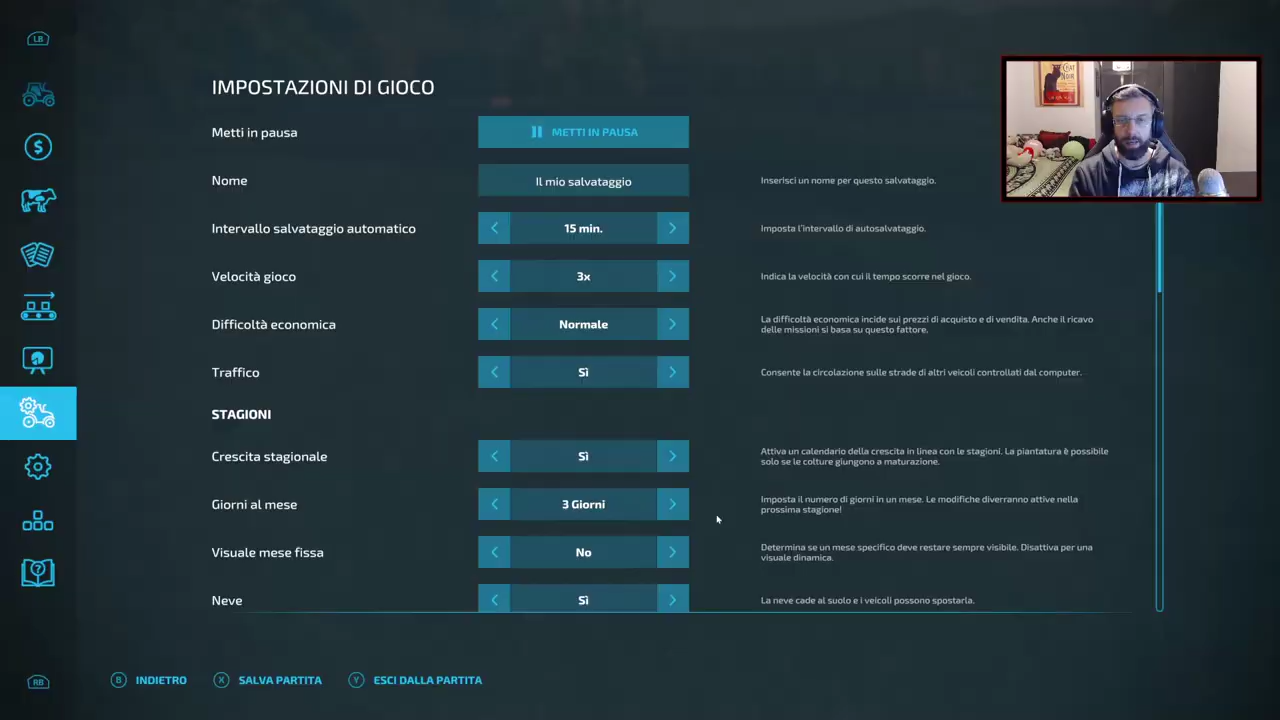 LB
IMPOSTAZIONI DI GIOCO
Metti in pausa
METTI IN PAUSA
Nome
Il mio salvataggio
Inserisci un nome per questo salvataggio.
Intervallo salvataggio automatico
15 min.
Imposta l'intervallo di autosalvataggio.
Velocità gioco
3x
Indica la velocità con cui il tempo scorre nel gioco.
Difficoltà economica
Normale
La difficoltà economica incide sui prezzi di acquisto e di vendita. Anche il ricavo
delle missioni si basa su questo fattore.
Traffico
Sì
Consente la circolazione sulle strade di altri veicoli controllati dal computer.
STAGIONI
Crescita stagionale
Sì
Attiva un calendario della crescita in linea con le stagioni. La piantatura è possibile
solo se le colture giungono a maturazione.
Giorni al mese
3 Giorni
Imposta il numero di giorni in un mese. Le modifiche diverranno attive nella
prossima stagione!
Visuale mese fissa
No
Determina se un mese specifico deve restare sempre visibile. Disattiva per una
visuale dinamica.
Neve
Sì
La neve cade al suolo e i veicoli possono spostarla.
RB
B INDIETRO
X SALVA PARTITA
Y ESCI DALLA PARTITA
CHAT
NOIR